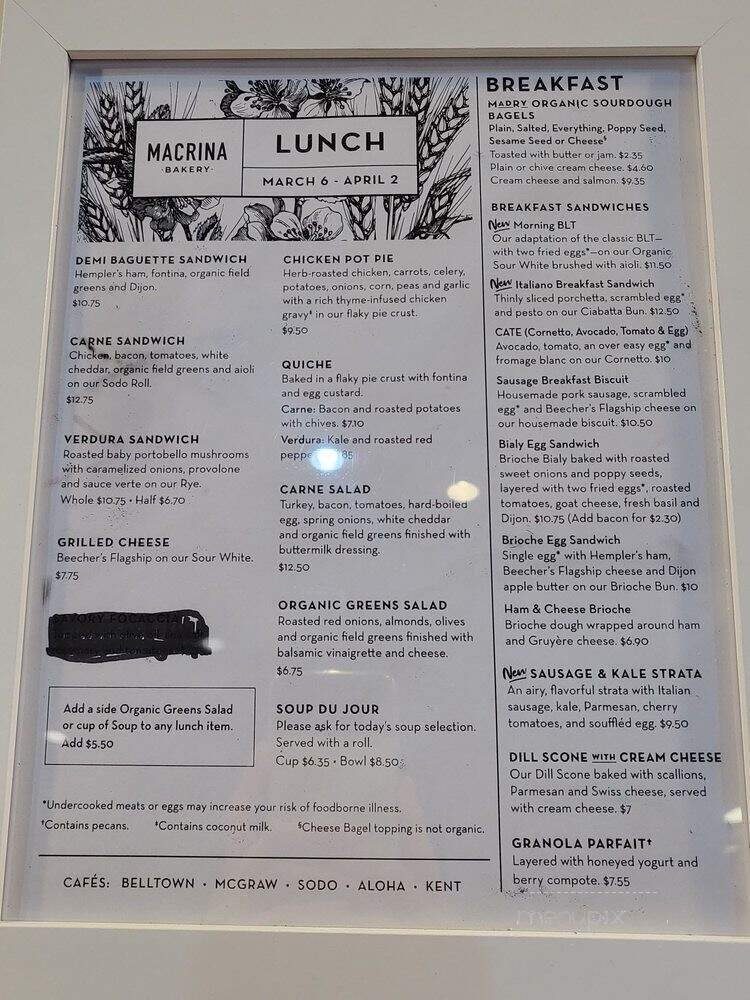 MACRINA
·BAKERY·
LUNCH
MARCH 6 - APRIL 2
DEMI BAGUETTE SANDWICH
Hempler's ham, fontina, organic field
greens and Dijon.
$10.75
CARNE SANDWICH
Chicken, bacon, tomatoes, white
cheddar, organic field greens and aioli
on our Sodo Roll.
$12.75
VERDURA SANDWICH
Roasted baby portobello mushrooms
with caramelized onions, provolone
and sauce verte on our Rye.
Whole $10.75 • Half $6.70
GRILLED CHEESE
Beecher's Flagship on our Sour White.
$7.75
SAVORY FOCACCIA
Add a side Organic Greens Salad
or cup of Soup to any lunch item.
Add $5.50
CHICKEN POT PIE
Herb-roasted chicken, carrots, celery,
potatoes, onions, corn, peas and garlic
with a rich thyme-infused chicken
gravy‡ in our flaky pie crust.
$9.50
QUICHE
Baked in a flaky pie crust with fontina
and egg custard.
Carne: Bacon and roasted potatoes
with chives. $7.10
Verdura: Kale and roasted red
CARNE SALAD
Turkey, bacon, tomatoes, hard-boiled
egg, spring onions, white cheddar
and organic field greens finished with
buttermilk dressing.
$12.50
ORGANIC GREENS SALAD
Roasted red onions, almonds, olives
and organic field greens finished with
balsamic vinaigrette and cheese.
$6.75
SOUP DU JOUR
Please ask for today's soup selection.
Served with a roll.
Cup $6.35 • Bowl $8.50
*Undercooked meats or eggs may increase your risk of foodborne illness.
†Contains pecans. ‡Contains coconut milk. §Cheese Bagel topping is not organic.
CAFÉS: BELLTOWN • MCGRAW • SODO • ALOHA • KENT
BREAKFAST
MADRY ORGANIC SOURDOUGH
BAGELS
Plain, Salted, Everything, Poppy Seed,
Sesame Seed or Cheese§
Toasted with butter or jam. $2.35
Plain or chive cream cheese. $4.60
Cream cheese and salmon. $9.35
BREAKFAST SANDWICHES
New Morning BLT
Our adaptation of the classic BLT—
with two fried eggs*—on our Organic
Sour White brushed with aioli. $11.50
New Italiano Breakfast Sandwich
Thinly sliced porchetta, scrambled egg*
and pesto on our Ciabatta Bun. $12.50
CATE (Cornetto, Avocado, Tomato & Egg)
Avocado, tomato, an over easy egg* and
fromage blanc on our Cornetto. $10
Sausage Breakfast Biscuit
Housemade pork sausage, scrambled
egg* and Beecher's Flagship cheese on
our housemade biscuit. $10.50
Bialy Egg Sandwich
Brioche Bialy baked with roasted
sweet onions and poppy seeds,
layered with two fried eggs*, roasted
tomatoes, goat cheese, fresh basil and
Dijon. $10.75 (Add bacon for $2.30)
Brioche Egg Sandwich
Single egg* with Hempler's ham,
Beecher's Flagship cheese and Dijon
apple butter on our Brioche Bun. $10
Ham & Cheese Brioche
Brioche dough wrapped around ham
and Gruyère cheese. $6.90
New SAUSAGE & KALE STRATA
An airy, flavorful strata with Italian
sausage, kale, Parmesan, cherry
tomatoes, and souffléd egg. $9.50
DILL SCONE WITH CREAM CHEESE
Our Dill Scone baked with scallions,
Parmesan and Swiss cheese, served
with cream cheese. $7
GRANOLA PARFAIT†
Layered with honeyed yogurt and
berry compote. $7.55
menupix